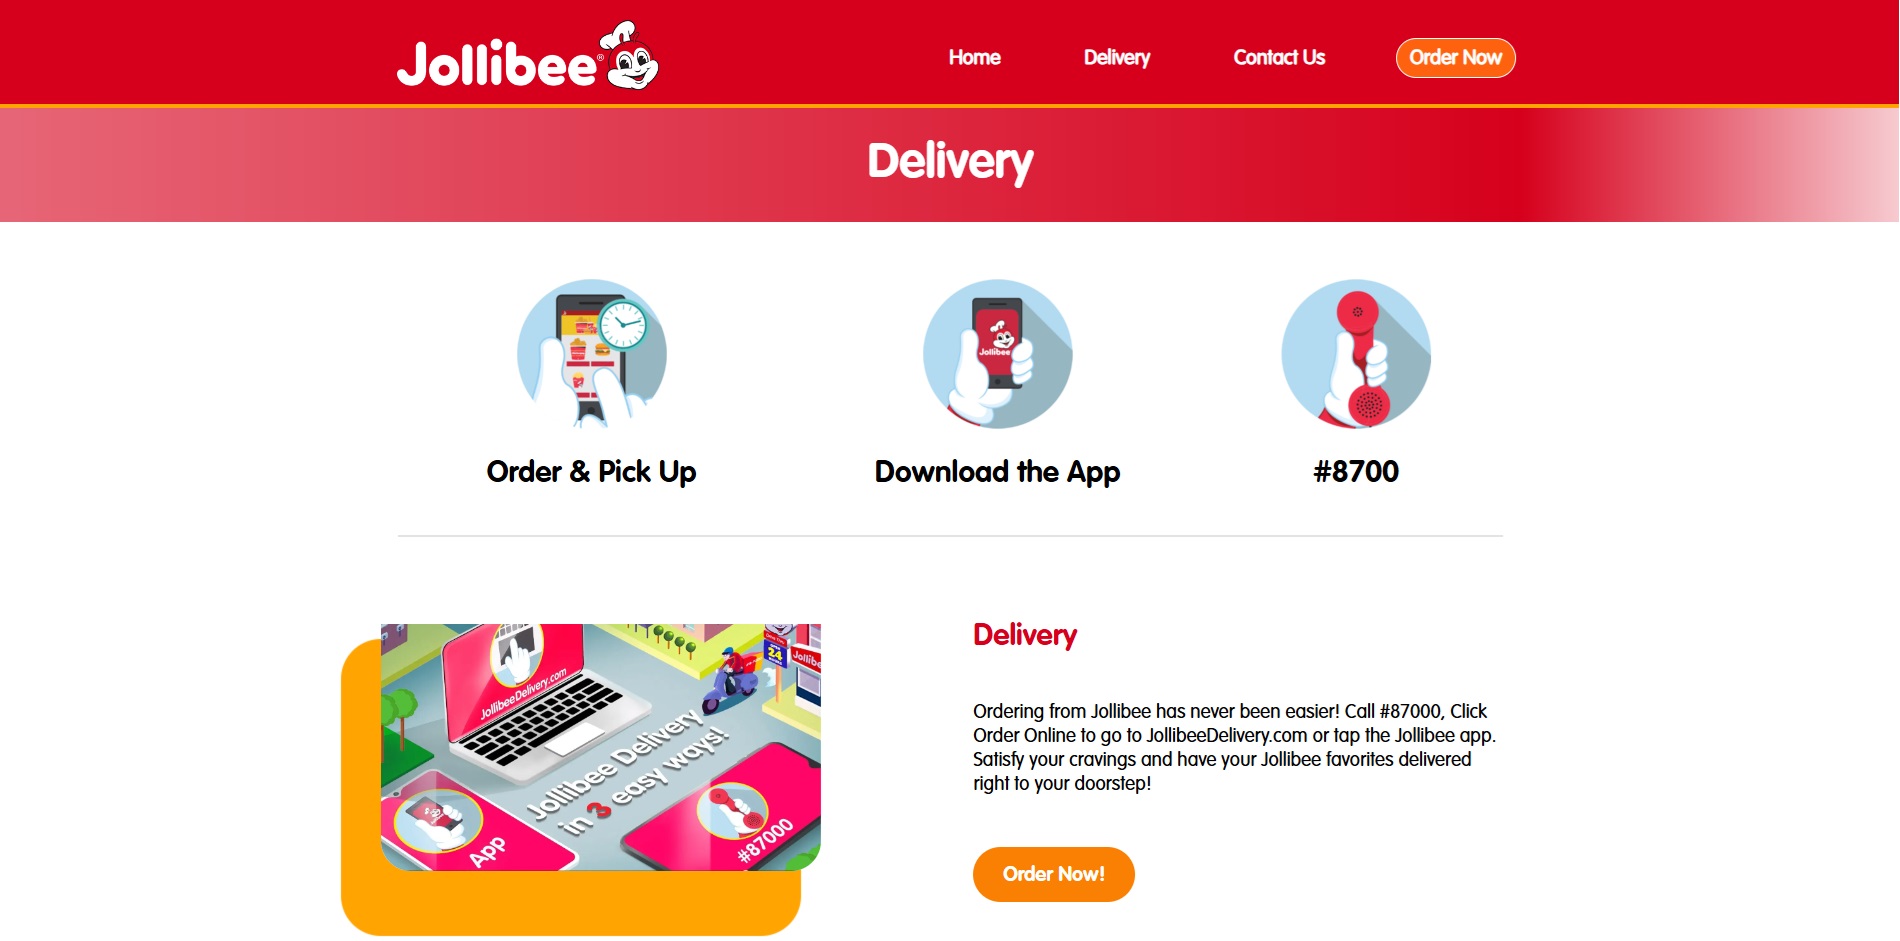 Jollibee®
Home
Delivery
Contact Us
Order Now
Delivery
Jollibee
Order & Pick Up
Download the App
#8700
JollibeeDelivery.com
24
Jollibee Delivery
in 3 easy ways!
App
#87000
Delivery
Ordering from Jollibee has never been easier! Call #87000, Click
Order Online to go to JollibeeDelivery.com or tap the Jollibee app.
Satisfy your cravings and have your Jollibee favorites delivered
right to your doorstep!
Order Now!